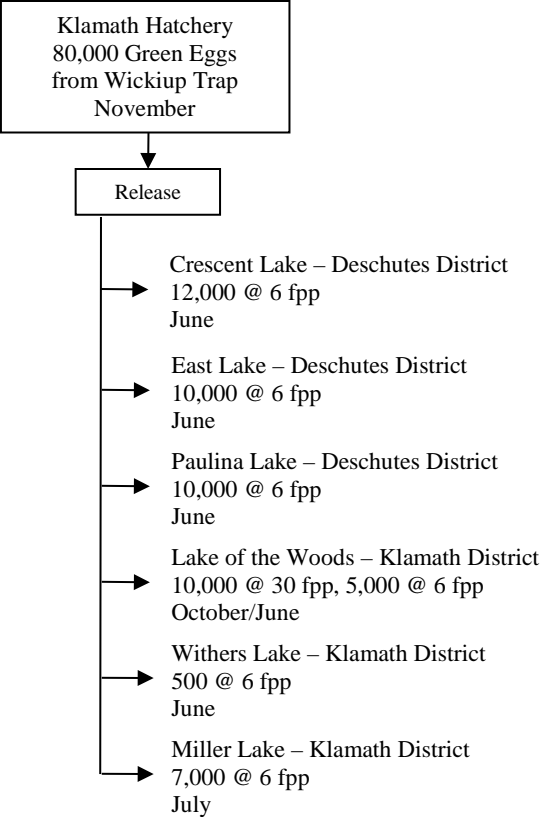 Klamath Hatchery
80,000 Green Eggs
from Wickiup Trap
November
Release
Crescent Lake – Deschutes District
12,000 @ 6 fpp
June
East Lake – Deschutes District
10,000 @ 6 fpp
June
Paulina Lake – Deschutes District
10,000 @ 6 fpp
June
Lake of the Woods – Klamath District
10,000 @ 30 fpp, 5,000 @ 6 fpp
October/June
Withers Lake – Klamath District
500 @ 6 fpp
June
Miller Lake – Klamath District
7,000 @ 6 fpp
July